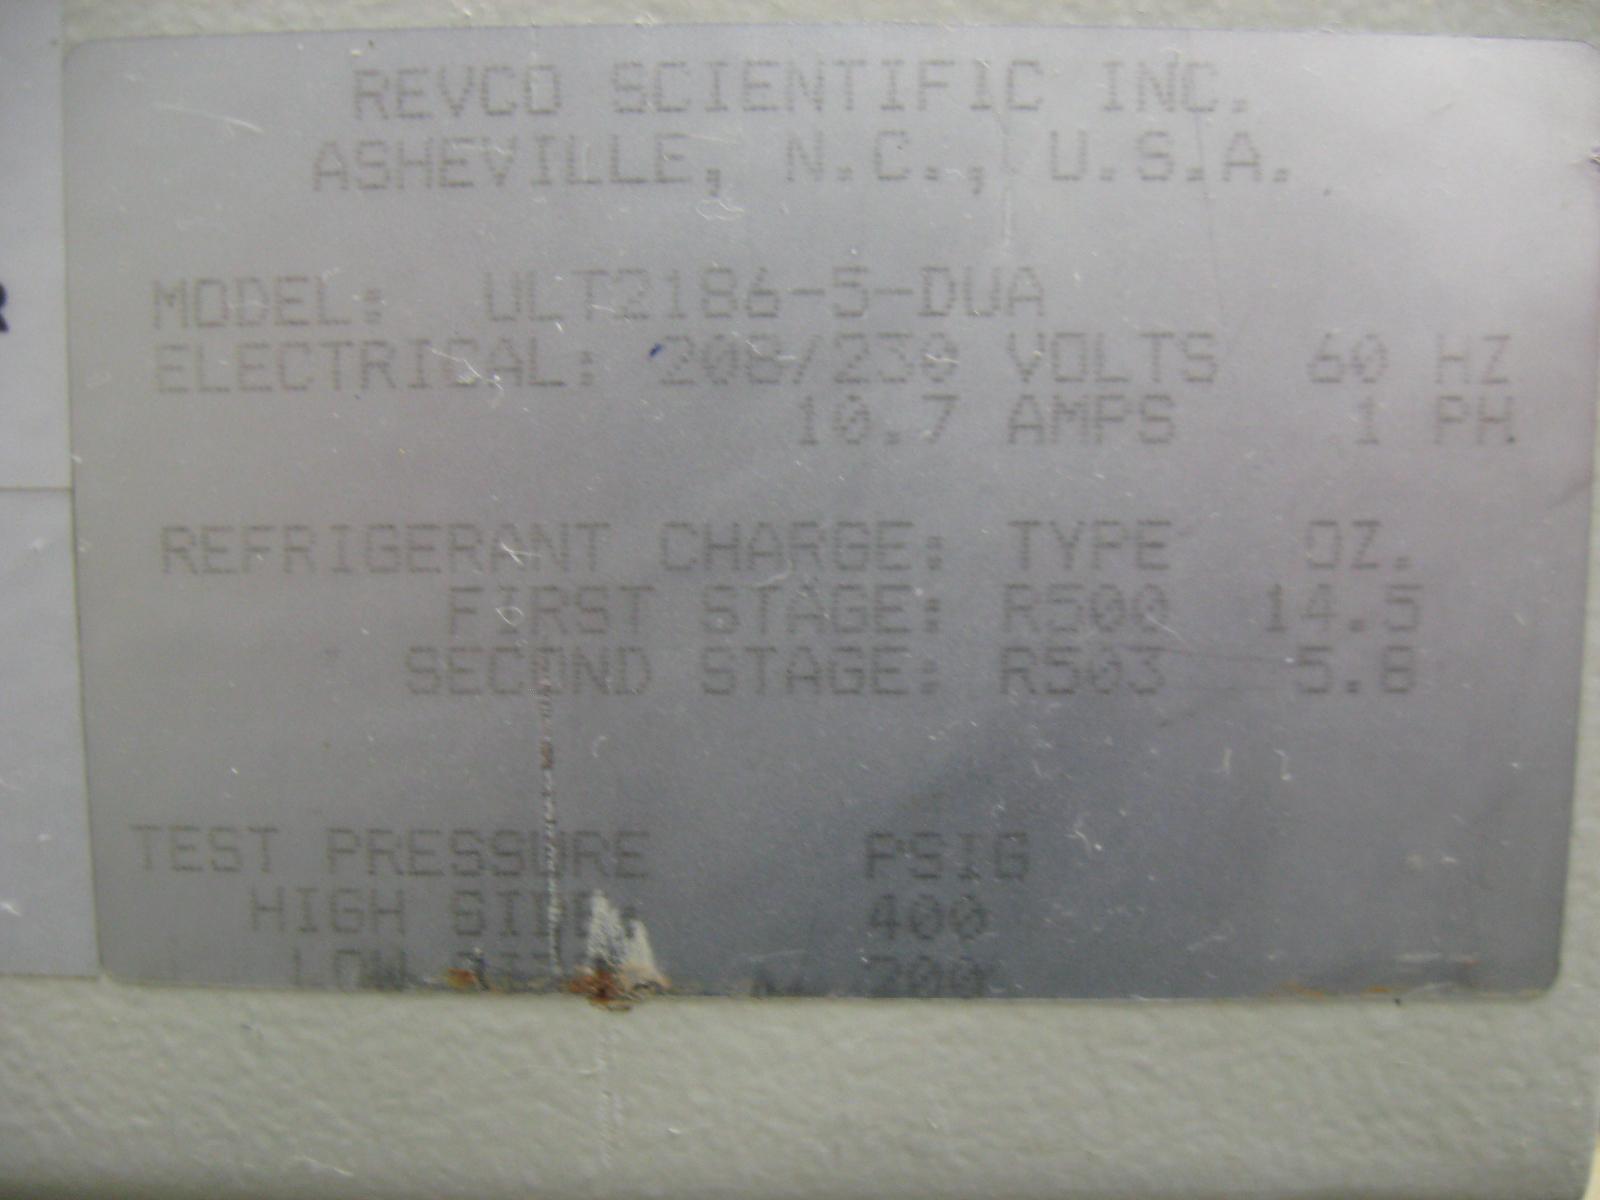 REVCO SCIENTIFIC INC.
ASHEVILLE, N.C., U.S.A.
MODEL: ULT2186-5-DUA
ELECTRICAL: 208/230 VOLTS 60 HZ
10.7 AMPS 1 PH
REFRIGERANT CHARGE: TYPE OZ.
FIRST STAGE: R500 14.5
SECOND STAGE: R503 5.8
TEST PRESSURE PSIG
HIGH SIDE: 400
LOW 200